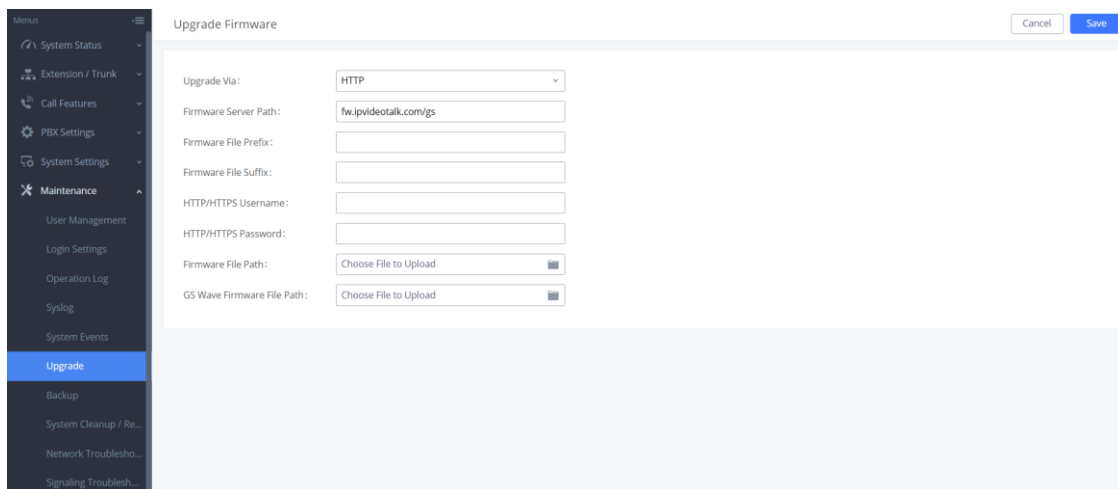 Menus
System Status
Extension / Trunk
Call Features
PBX Settings
System Settings
Maintenance
User Management
Login Settings
Operation Log
Syslog
System Events
Upgrade
Backup
System Cleanup / Re...
Network Troublesho...
Signaling Troublesh...
Upgrade Firmware
Cancel
Save
Upgrade Via:
HTTP
Firmware Server Path:
fw.ipvideotalk.com/gs
Firmware File Prefix:
Firmware File Suffix:
HTTP/HTTPS Username:
HTTP/HTTPS Password:
Firmware File Path:
Choose File to Upload
GS Wave Firmware File Path:
Choose File to Upload